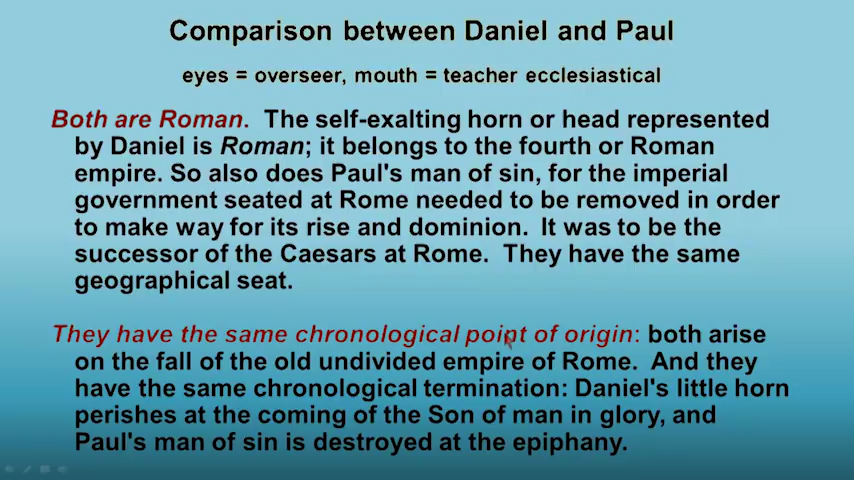 Comparison between Daniel and Paul
eyes = overseer, mouth = teacher ecclesiastical
Both are Roman. The self-exalting horn or head represented
by Daniel is Roman; it belongs to the fourth or Roman
empire. So also does Paul's man of sin, for the imperial
government seated at Rome needed to be removed in order
to make way for its rise and dominion. It was to be the
successor of the Caesars at Rome. They have the same
geographical seat.
They have the same chronological point of origin: both arise
on the fall of the old undivided empire of Rome. And they
have the same chronological termination: Daniel's little horn
perishes at the coming of the Son of man in glory, and
Paul's man of sin is destroyed at the epiphany.